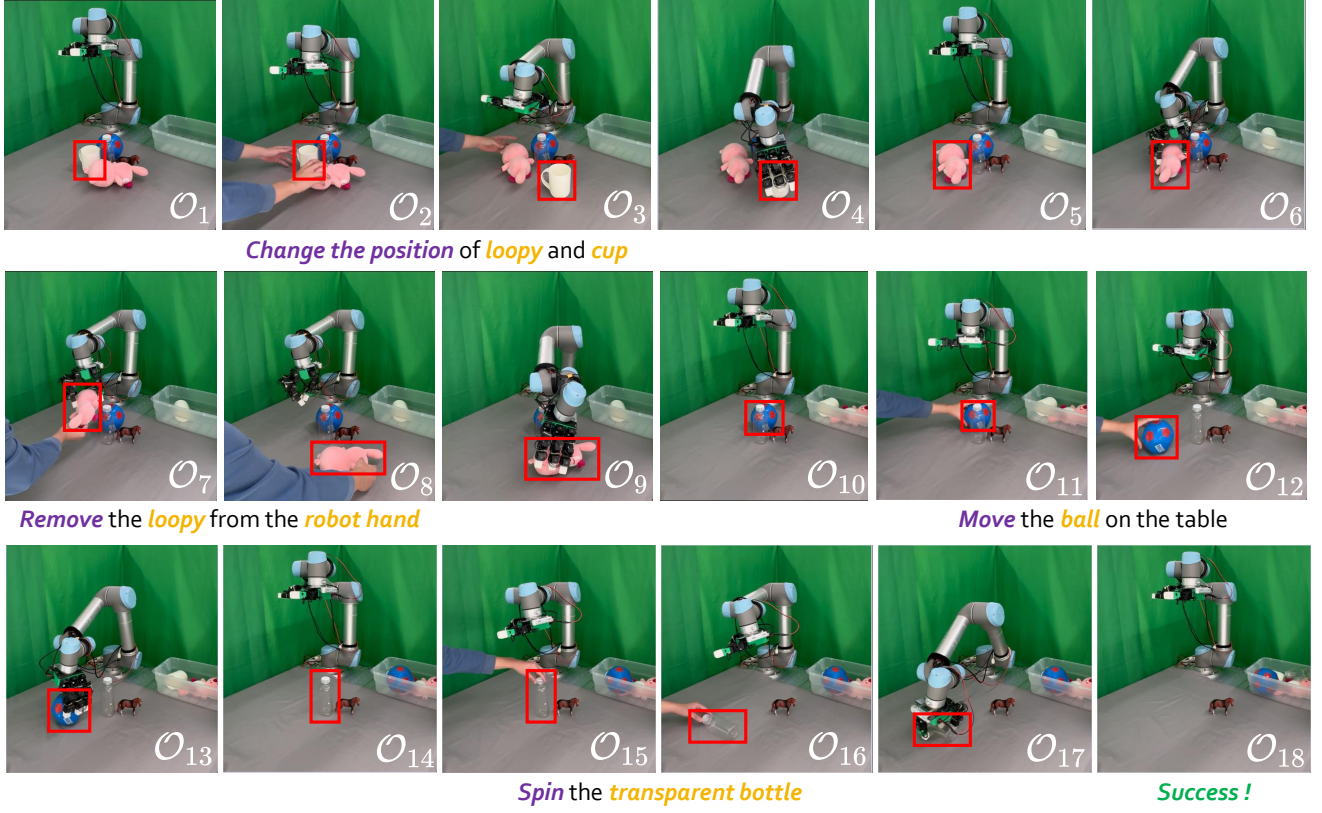 O1 O2 O3 O4 O5 O6
Change the position of loopy and cup
O7 O8 O9 O10 O11 O12
Remove the loopy from the robot hand
Move the ball on the table
O13 O14 O15 O16 O17 O18
Spin the transparent bottle
Success !